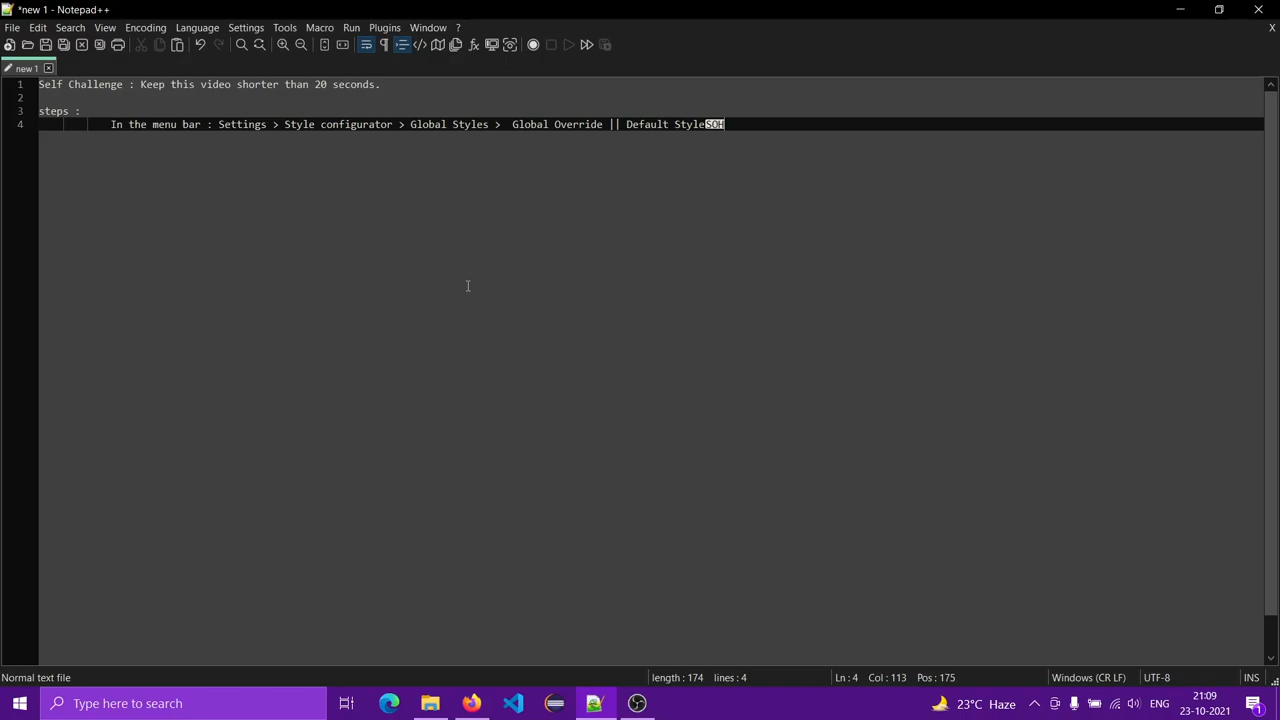 *new 1 - Notepad++
File Edit Search View Encoding Language Settings Tools Macro Run Plugins Window ?
X
new 1
1 Self Challenge : Keep this video shorter than 20 seconds.
2
3 steps :
4 In the menu bar : Settings > Style configurator > Global Styles >  Global Override || Default StyleSOH
Normal text file length : 174 lines : 4 Ln : 4 Col : 113 Pos : 175 Windows (CR LF) UTF-8 INS
Type here to search 23°C Haze ENG 21:09
23-10-2021 1